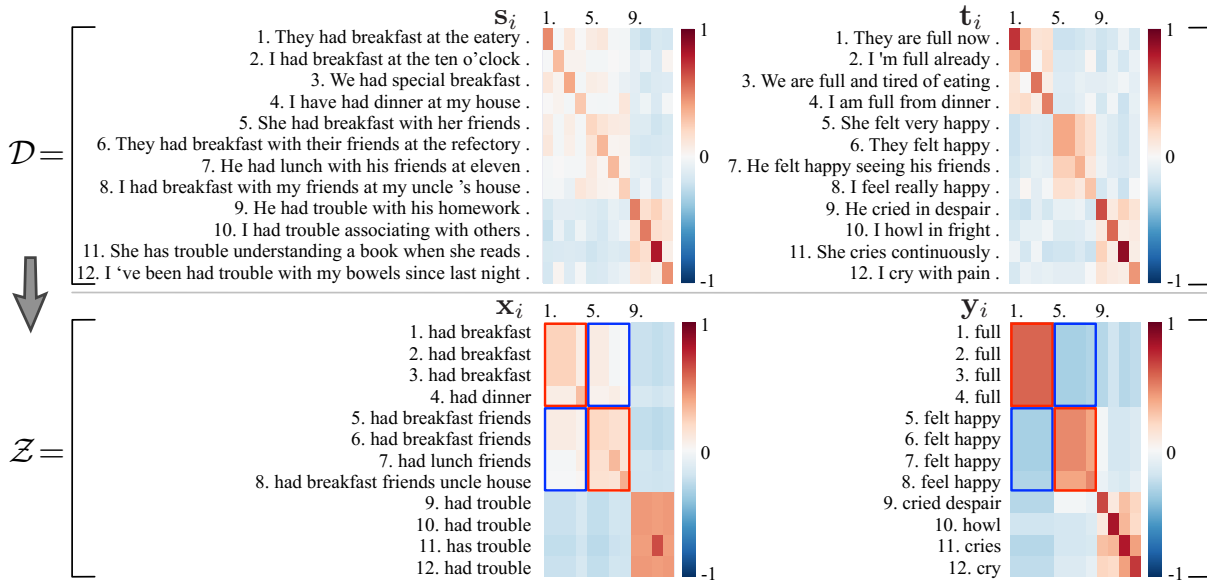 s_i 1. 5. 9.
t_i 1. 5. 9.
D =
1. They had breakfast at the eatery .
2. I had breakfast at the ten o'clock .
3. We had special breakfast .
4. I have had dinner at my house .
5. She had breakfast with her friends .
6. They had breakfast with their friends at the refectory .
7. He had lunch with his friends at eleven .
8. I had breakfast with my friends at my uncle 's house .
9. He had trouble with his homework .
10. I had trouble associating with others .
11. She has trouble understanding a book when she reads .
12. I 've been had trouble with my bowels since last night .
1
0
-1
1. They are full now .
2. I 'm full already .
3. We are full and tired of eating .
4. I am full from dinner .
5. She felt very happy .
6. They felt happy .
7. He felt happy seeing his friends .
8. I feel really happy .
9. He cried in despair .
10. I howl in fright .
11. She cries continuously .
12. I cry with pain .
1
0
-1
x_i 1. 5. 9.
y_i 1. 5. 9.
Z =
1. had breakfast
2. had breakfast
3. had breakfast
4. had dinner
5. had breakfast friends
6. had breakfast friends
7. had lunch friends
8. had breakfast friends uncle house
9. had trouble
10. had trouble
11. has trouble
12. had trouble
1
0
-1
1. full
2. full
3. full
4. full
5. felt happy
6. felt happy
7. felt happy
8. feel happy
9. cried despair
10. howl
11. cries
12. cry
1
0
-1